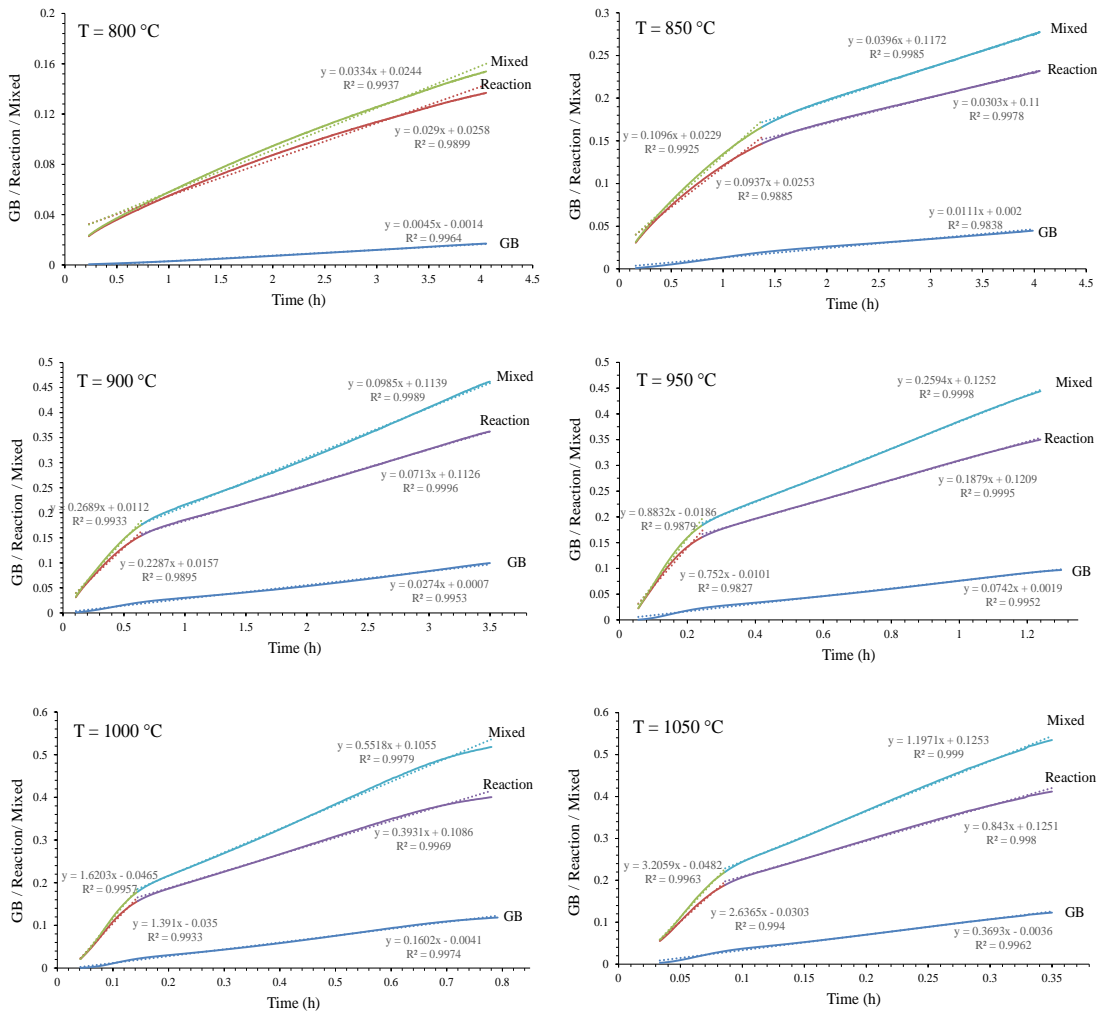 T = 800 °C
GB / Reaction / Mixed
0.2
0.16
0.12
0.08
0.04
0
y = 0.0334x + 0.0244
R² = 0.9937
Mixed
Reaction
y = 0.029x + 0.0258
R² = 0.9899
y = 0.0045x - 0.0014
R² = 0.9964
GB
0 0.5 1 1.5 2 2.5 3 3.5 4 4.5
Time (h)
T = 850 °C
GB / Reaction / Mixed
0.3
0.25
0.2
0.15
0.1
0.05
0
y = 0.0396x + 0.1172
R² = 0.9985
Mixed
Reaction
y = 0.0303x + 0.11
R² = 0.9978
y = 0.1096x + 0.0229
R² = 0.9925
y = 0.0937x + 0.0253
R² = 0.9885
y = 0.0111x + 0.002
R² = 0.9838
GB
0 0.5 1 1.5 2 2.5 3 3.5 4 4.5
Time (h)
T = 900 °C
GB / Reaction / Mixed
0.5
0.45
0.4
0.35
0.3
0.25
0.2
0.15
0.1
0.05
0
y = 0.0985x + 0.1139
R² = 0.9989
Mixed
Reaction
y = 0.0713x + 0.1126
R² = 0.9996
y = 0.2689x + 0.0112
R² = 0.9933
y = 0.2287x + 0.0157
R² = 0.9895
GB
y = 0.0274x + 0.0007
R² = 0.9953
0 0.5 1 1.5 2 2.5 3 3.5
Time (h)
T = 950 °C
GB / Reaction/ Mixed
0.5
0.45
0.4
0.35
0.3
0.25
0.2
0.15
0.1
0.05
0
y = 0.2594x + 0.1252
R² = 0.9998
Mixed
Reaction
y = 0.1879x + 0.1209
R² = 0.9995
y = 0.8832x - 0.0186
R² = 0.9879
y = 0.752x - 0.0101
R² = 0.9827
GB
y = 0.0742x + 0.0019
R² = 0.9952
0 0.2 0.4 0.6 0.8 1 1.2
Time (h)
T = 1000 °C
GB / Reaction/ Mixed
0.6
0.5
0.4
0.3
0.2
0.1
0
y = 0.5518x + 0.1055
R² = 0.9979
Mixed
Reaction
y = 0.3931x + 0.1086
R² = 0.9969
y = 1.6203x - 0.0465
R² = 0.9957
y = 1.391x - 0.035
R² = 0.9933
GB
y = 0.1602x - 0.0041
R² = 0.9974
0 0.1 0.2 0.3 0.4 0.5 0.6 0.7 0.8
Time (h)
T = 1050 °C
GB / Reaction / Mixed
0.6
0.5
0.4
0.3
0.2
0.1
0
y = 1.1971x + 0.1253
R² = 0.999
Mixed
Reaction
y = 0.843x + 0.1251
R² = 0.998
y = 3.2059x - 0.0482
R² = 0.9963
y = 2.6365x - 0.0303
R² = 0.994
GB
y = 0.3693x - 0.0036
R² = 0.9962
0 0.05 0.1 0.15 0.2 0.25 0.3 0.35
Time (h)